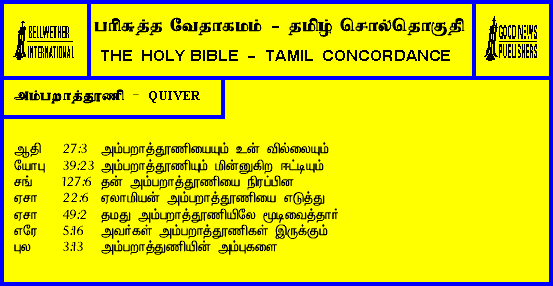 BELLWETHER
INTERNATIONAL
பரிசுத்த வேதாகமம் - தமிழ் சொல்தொகுதி
THE HOLY BIBLE - TAMIL CONCORDANCE
GOOD NEWS
PUBLISHERS
அம்பறாத்தூணி - QUIVER
ஆதி 27:3 அம்பறாத்தூணியையும் உன் வில்லையும்
யோபு 39:23 அம்பறாத்தூணியும் மின்னுகிற ஈட்டியும்
சங் 127:6 தன் அம்பறாத்தூணியை நிரப்பின
ஏசா 22:6 ஏலாமியன் அம்பறாத்தூணியை எடுத்து
ஏசா 49:2 தமது அம்பறாத்தூணியிலே மூடிவைத்தார்
எரே 5:16 அவர்கள் அம்பறாத்தூணிகள் இருக்கும்
புல 3:13 அம்பறாத்துணியின் அம்புகளை